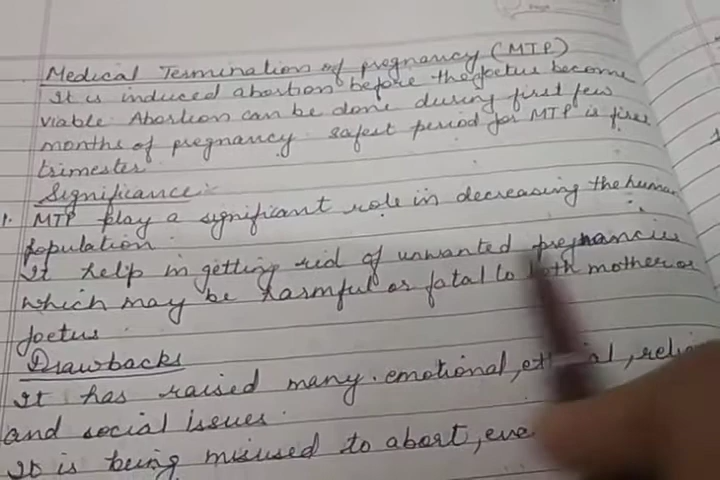 Medical Termination of pregnancy (MTP)
It is induced abortion before the foetus become
viable. Abortion can be done during first few
months of pregnancy. safest period for MTP is first
trimester.
Significance :-
1. MTP play a significant role in decreasing the human
population.
It help in getting rid of unwanted pregnancies
which may be harmful or fatal to both mother or
foetus.
Drawbacks
It has raised many emotional,
and social issues.
It is being misused to abort,